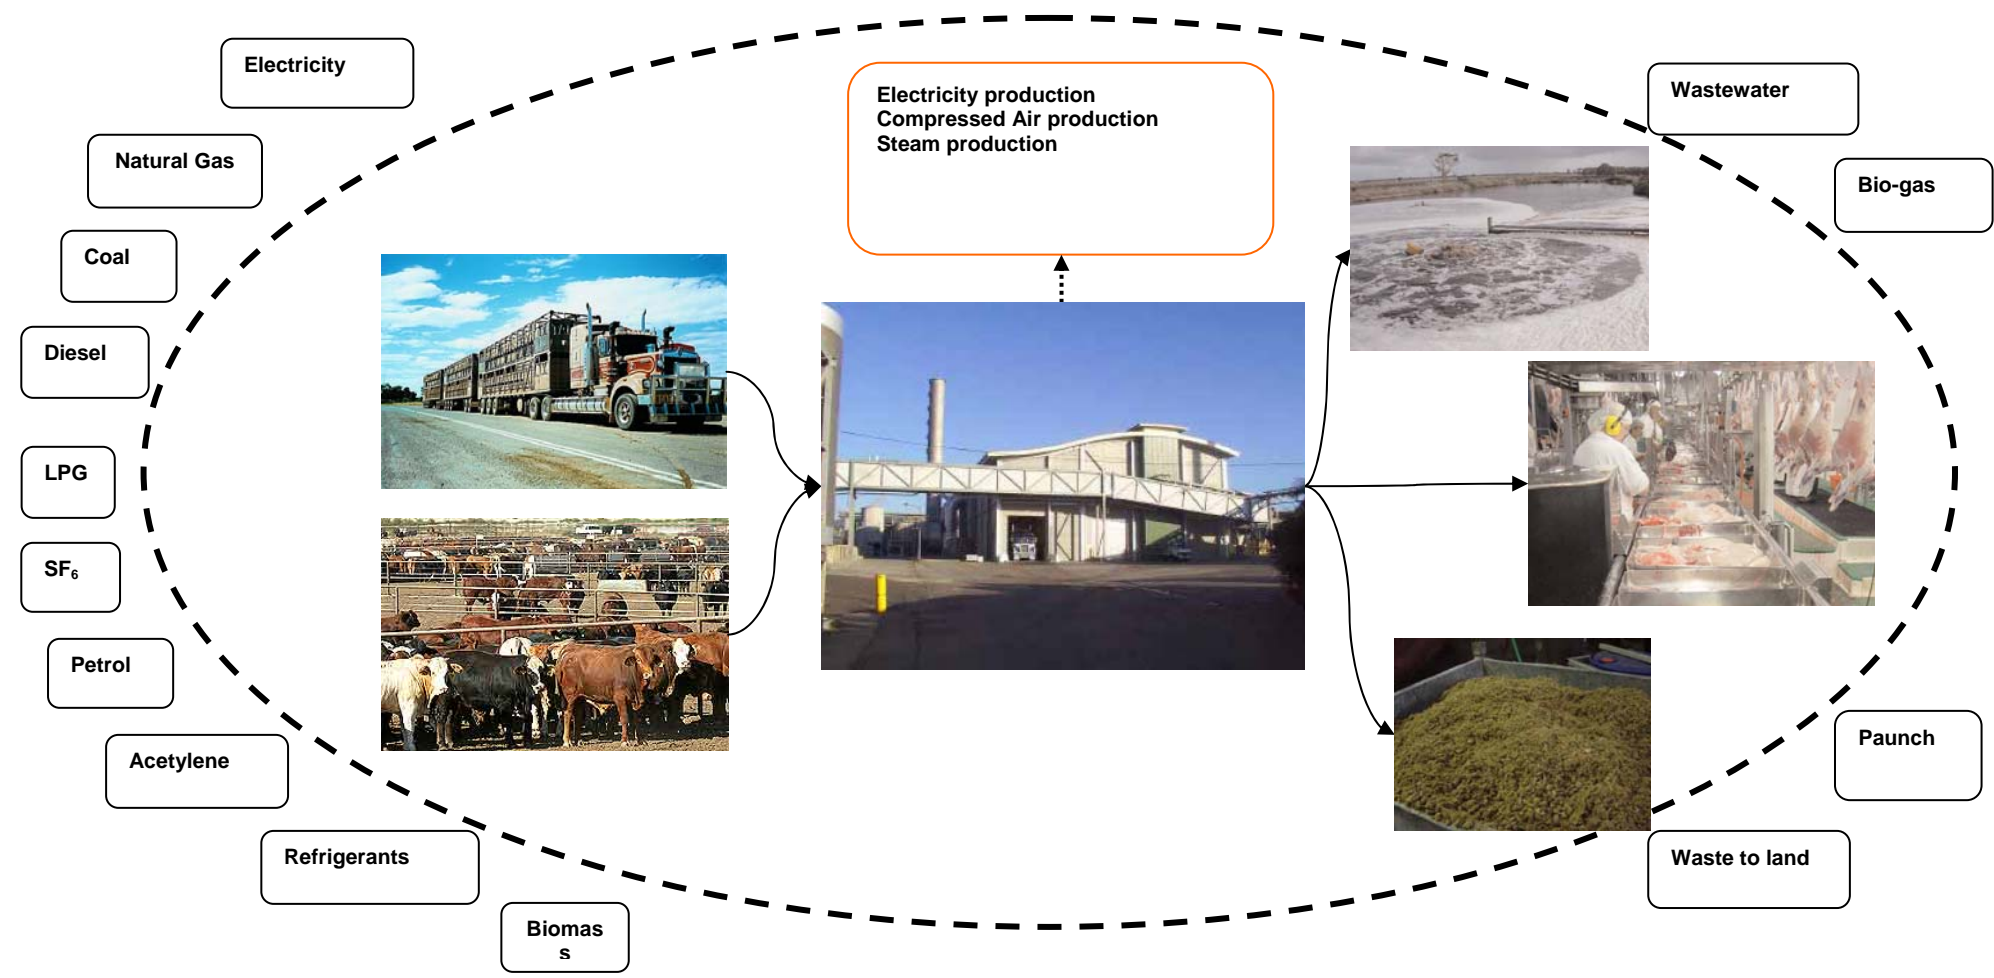 Electricity
Natural Gas
Coal
Diesel
LPG
SF₆
Petrol
Acetylene
Refrigerants
Biomas
s
Electricity production
Compressed Air production
Steam production
Wastewater
Bio-gas
Paunch
Waste to land